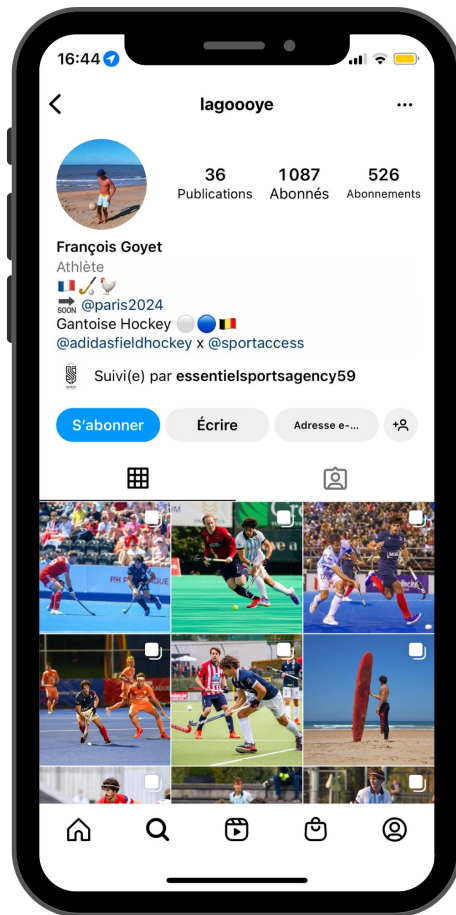 16:44
lagoooye
36 1087 526
Publications Abonnés Abonnements
François Goyet
Athlète
SOON @paris2024
Gantoise Hockey
@adidasfieldhockey x @sportaccess
Suivi(e) par essentielsportsagency59
S'abonner Écrire Adresse e-...